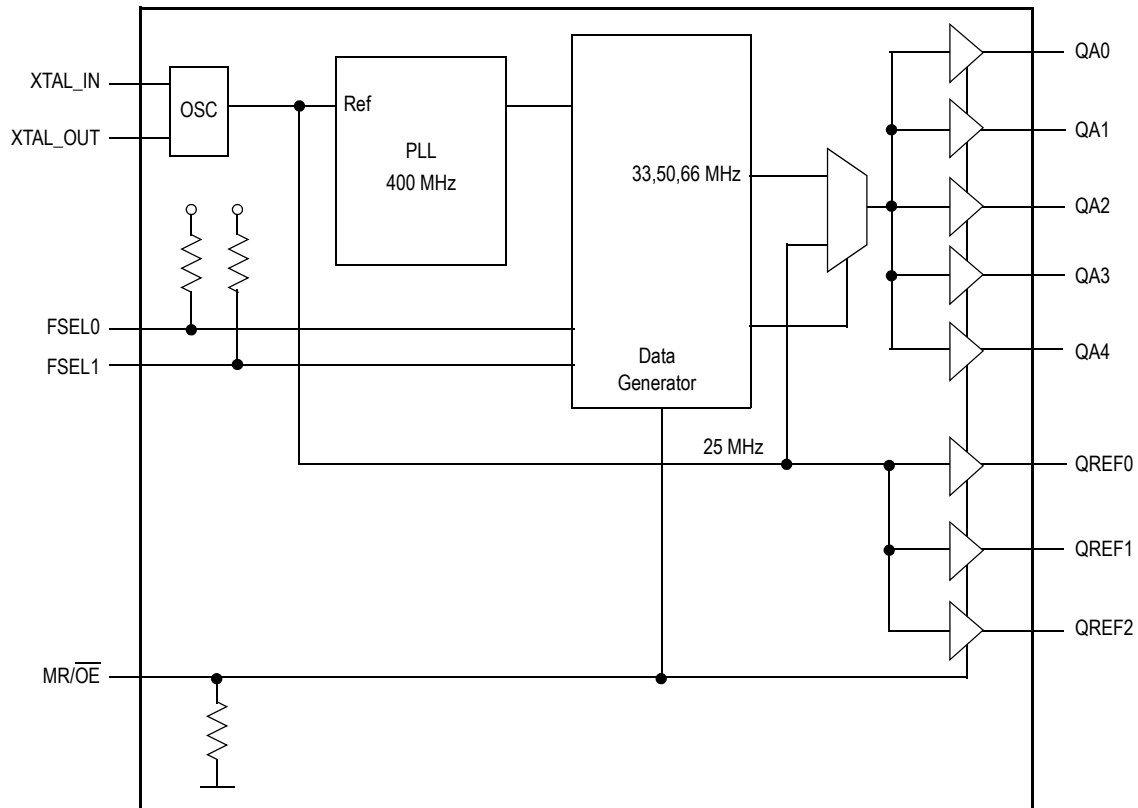 XTAL_IN
XTAL_OUT
OSC
Ref
PLL
400 MHz
33,50,66 MHz
FSEL0
FSEL1
Data
Generator
25 MHz
QA0
QA1
QA2
QA3
QA4
QREF0
QREF1
QREF2
MR/O̅E̅